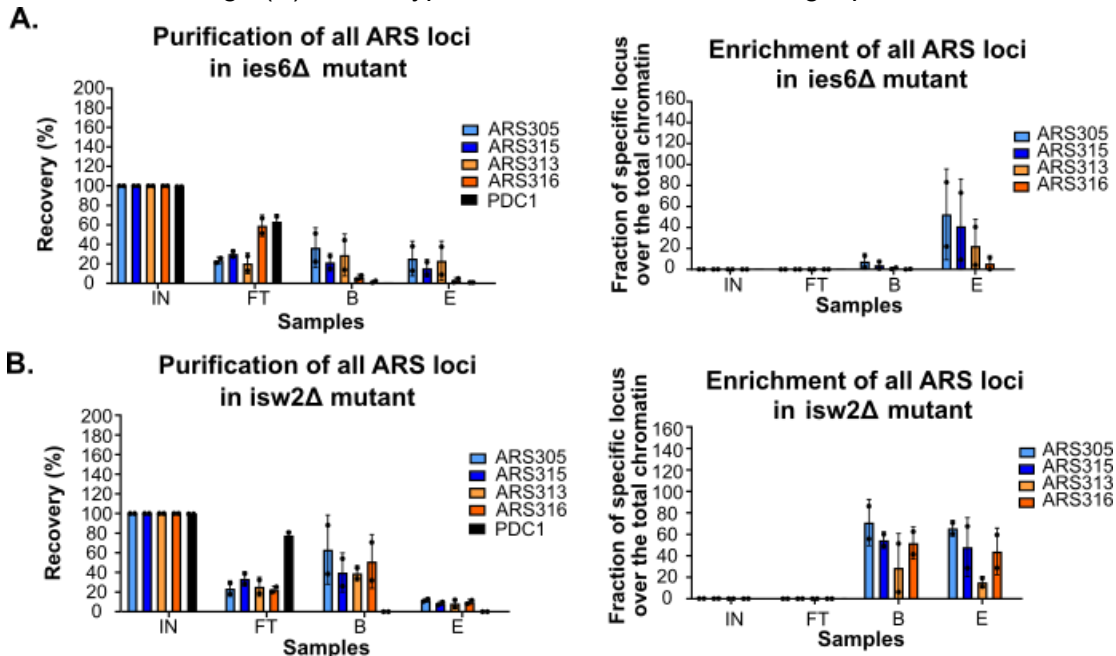 A.
Purification of all ARS loci
in ies6Δ mutant
Recovery (%)
200
180
160
140
120
100
80
60
40
20
0
IN FT B E
Samples
ARS305
ARS315
ARS313
ARS316
PDC1
Enrichment of all ARS loci
in ies6Δ mutant
Fraction of specific locus
over the total chromatin
160
140
120
100
80
60
40
20
0
IN FT B E
Samples
ARS305
ARS315
ARS313
ARS316
B.
Purification of all ARS loci
in isw2Δ mutant
Recovery (%)
200
180
160
140
120
100
80
60
40
20
0
IN FT B E
Samples
ARS305
ARS315
ARS313
ARS316
PDC1
Enrichment of all ARS loci
in isw2Δ mutant
Fraction of specific locus
over the total chromatin
160
140
120
100
80
60
40
20
0
IN FT B E
Samples
ARS305
ARS315
ARS313
ARS316